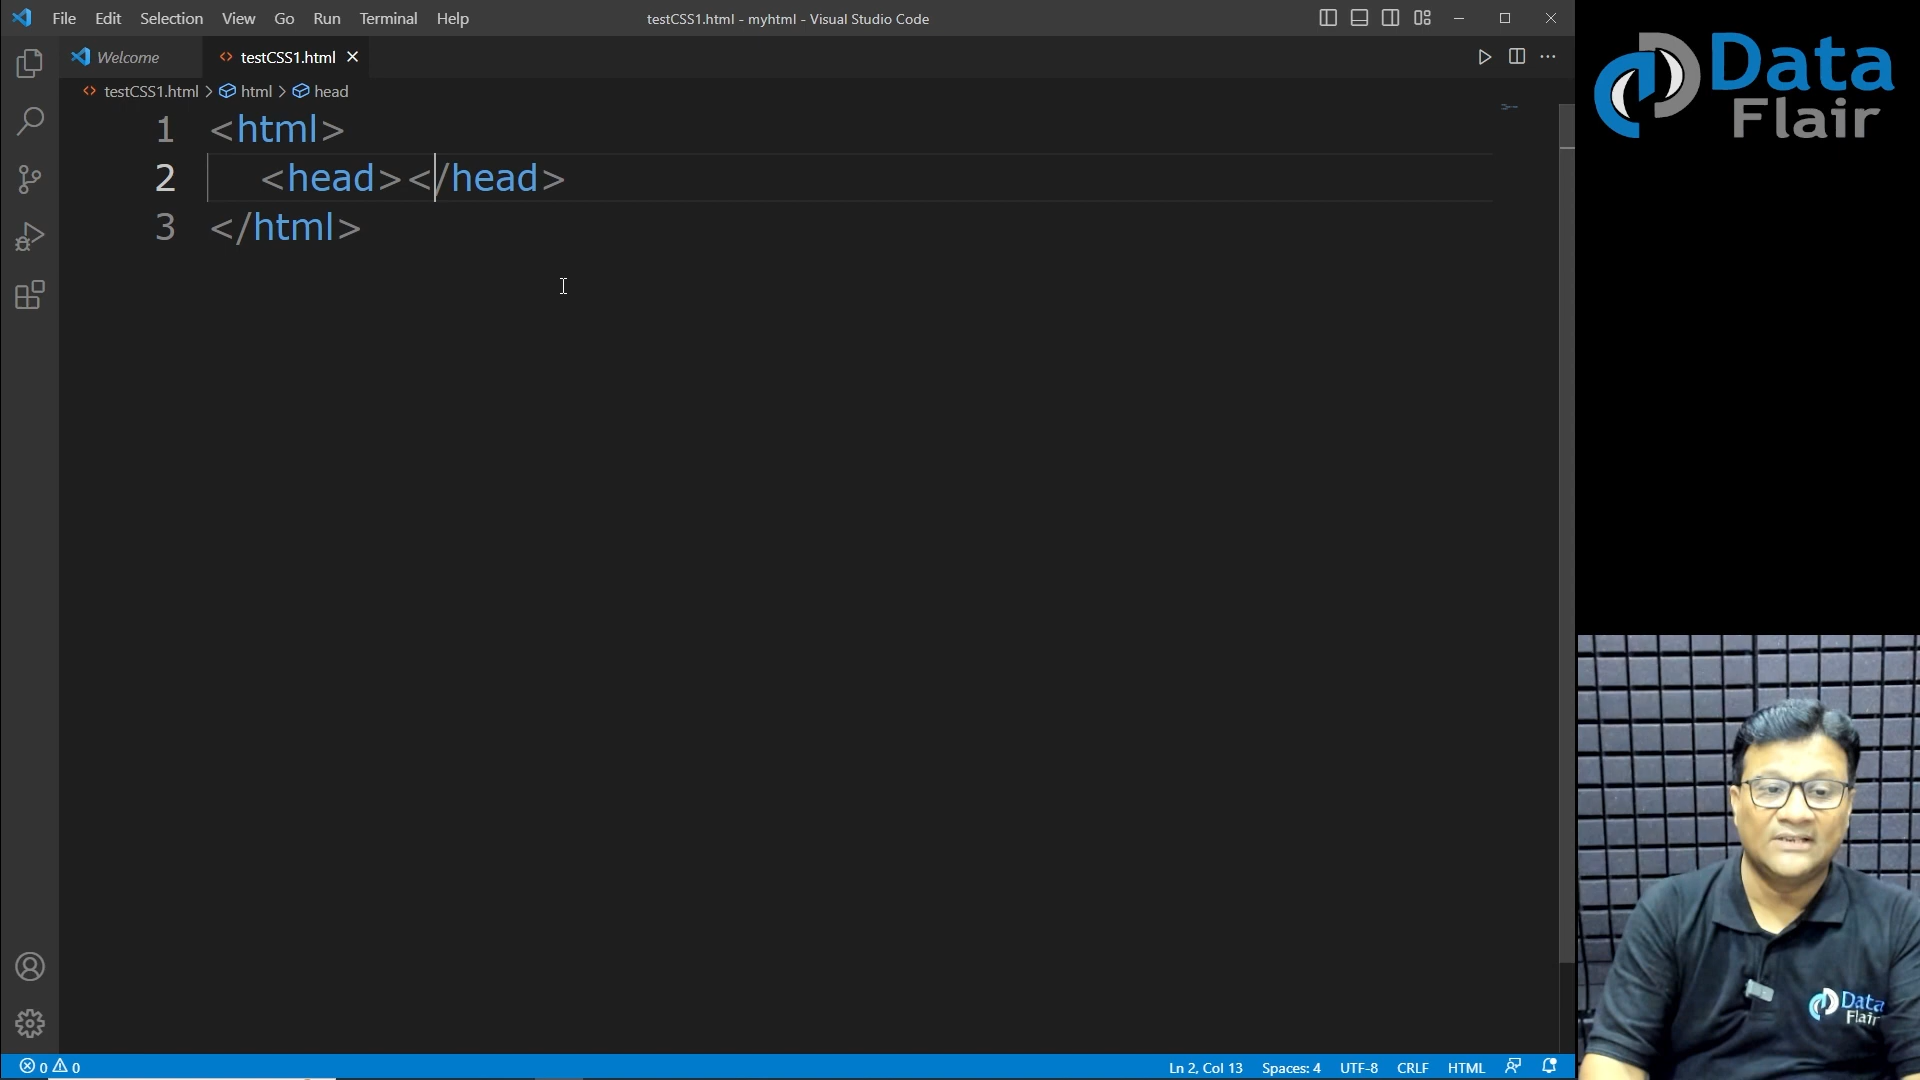 File Edit Selection View Go Run Terminal Help
testCSS1.html - myhtml - Visual Studio Code
Welcome
testCSS1.html
testCSS1.html > html > head
1 <html>
2 <head></head>
3 </html>
0 0
Ln 2, Col 13 Spaces: 4 UTF-8 CRLF HTML
Data
Flair
Data
Flair